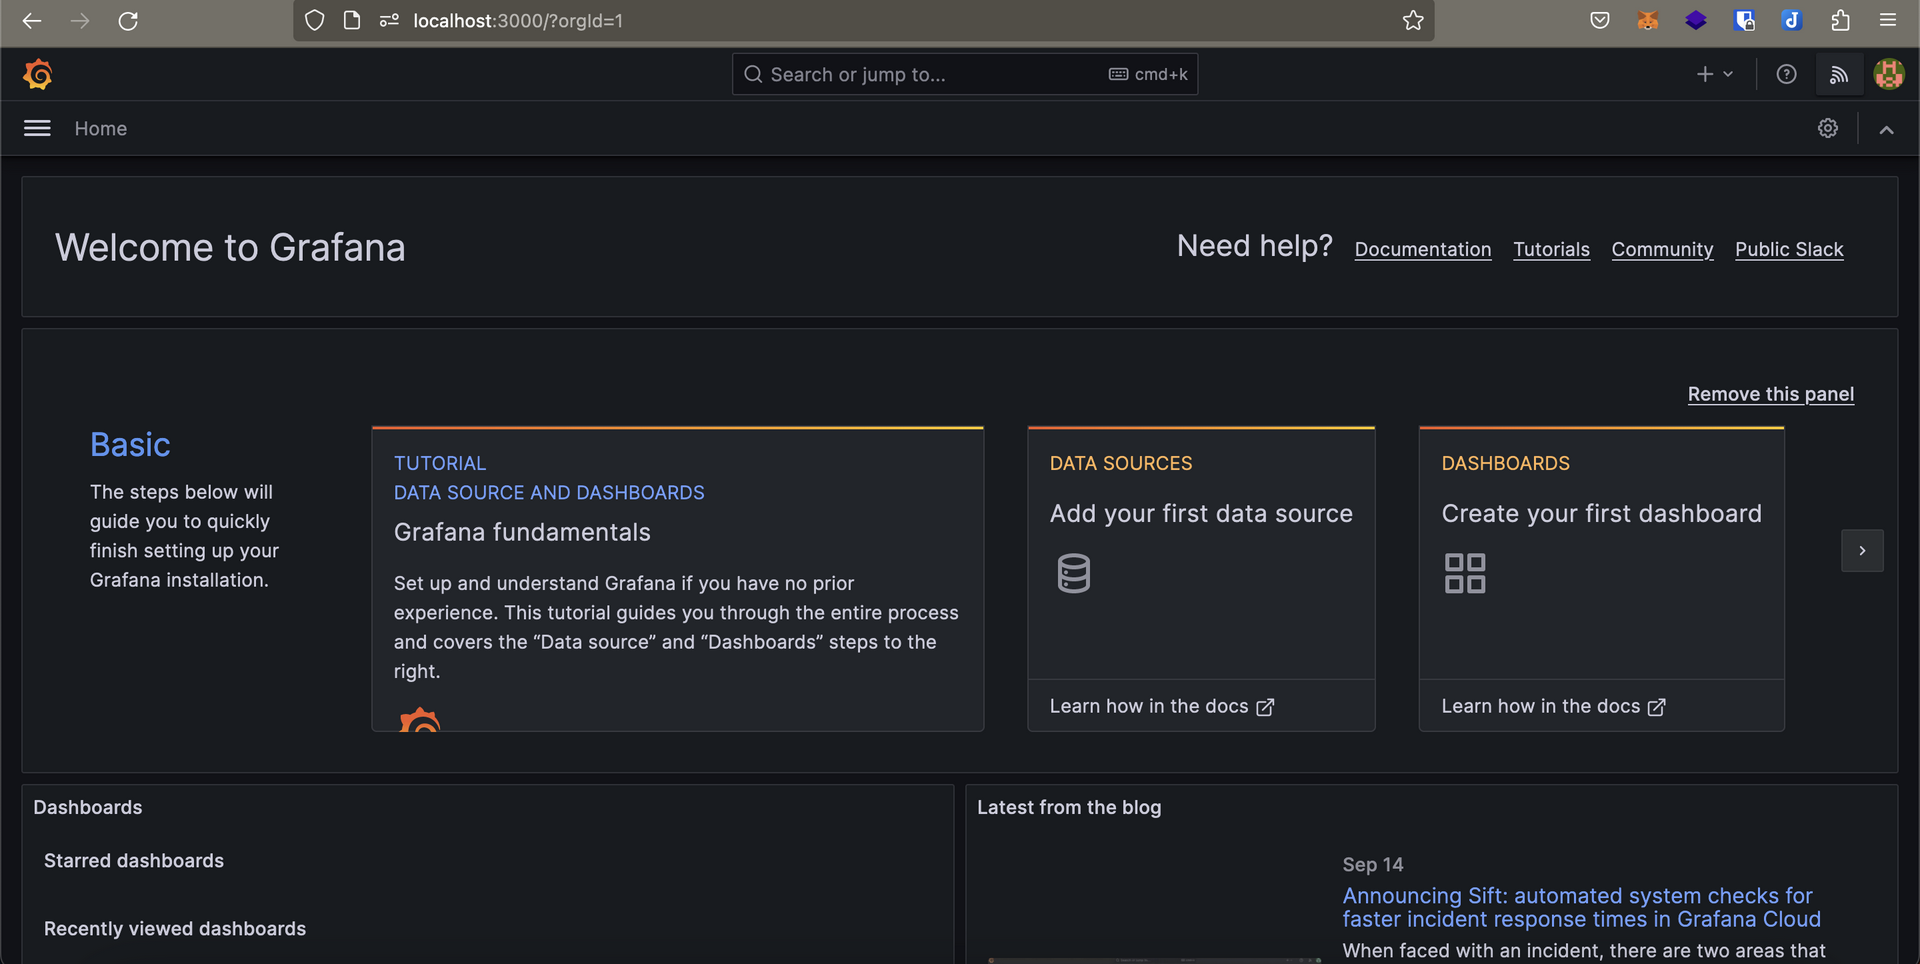 localhost:3000/?orgId=1
Search or jump to...
cmd+k
Home
Welcome to Grafana
Need help?
Documentation
Tutorials
Community
Public Slack
Remove this panel
Basic
The steps below will
guide you to quickly
finish setting up your
Grafana installation.
TUTORIAL
DATA SOURCE AND DASHBOARDS
Grafana fundamentals
Set up and understand Grafana if you have no prior
experience. This tutorial guides you through the entire process
and covers the “Data source” and “Dashboards” steps to the
right.
DATA SOURCES
Add your first data source
Learn how in the docs
DASHBOARDS
Create your first dashboard
Learn how in the docs
Dashboards
Starred dashboards
Recently viewed dashboards
Latest from the blog
Sep 14
Announcing Sift: automated system checks for
faster incident response times in Grafana Cloud
When faced with an incident, there are two areas that